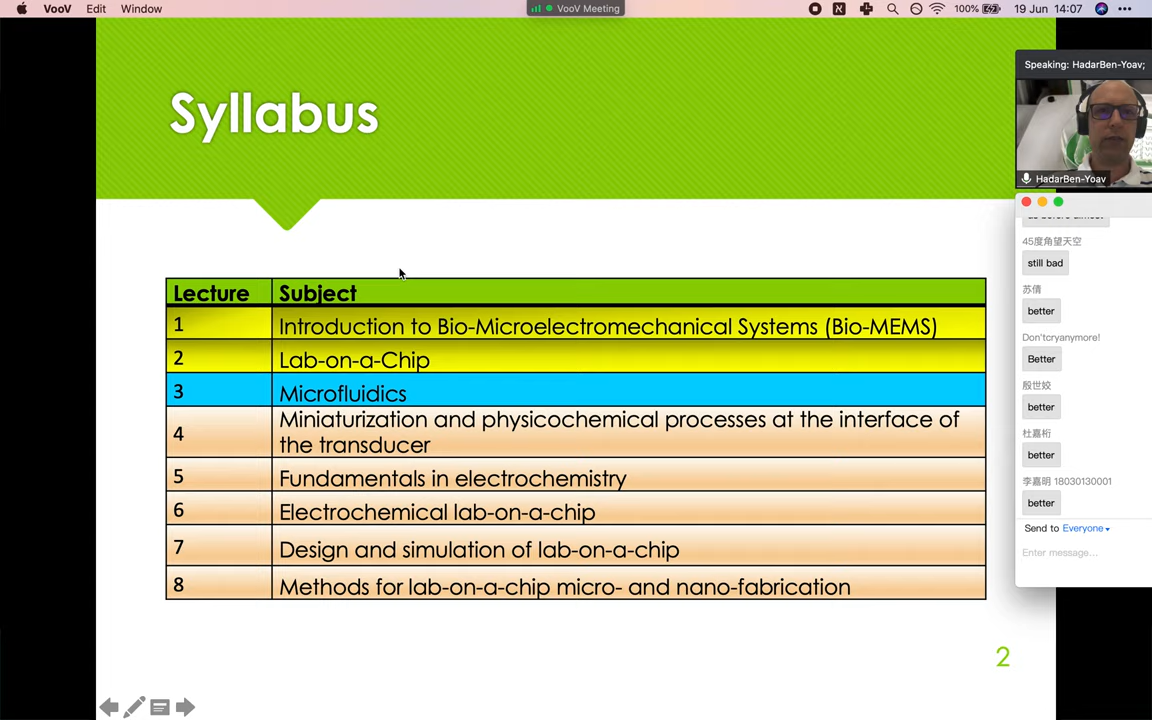 VooV Edit Window
VooV Meeting
100% 19 Jun 14:07
Syllabus
Lecture Subject
1 Introduction to Bio-Microelectromechanical Systems (Bio-MEMS)
2 Lab-on-a-Chip
3 Microfluidics
4 Miniaturization and physicochemical processes at the interface of
the transducer
5 Fundamentals in electrochemistry
6 Electrochemical lab-on-a-chip
7 Design and simulation of lab-on-a-chip
8 Methods for lab-on-a-chip micro- and nano-fabrication
2
Speaking: HadarBen-Yoav;
HadarBen-Yoav
45度角望天空
still bad
苏倩
better
Don'tcryanymore!
Better
殷世姣
better
杜嘉桁
better
李嘉明 18030130001
better
Send to Everyone
Enter message...